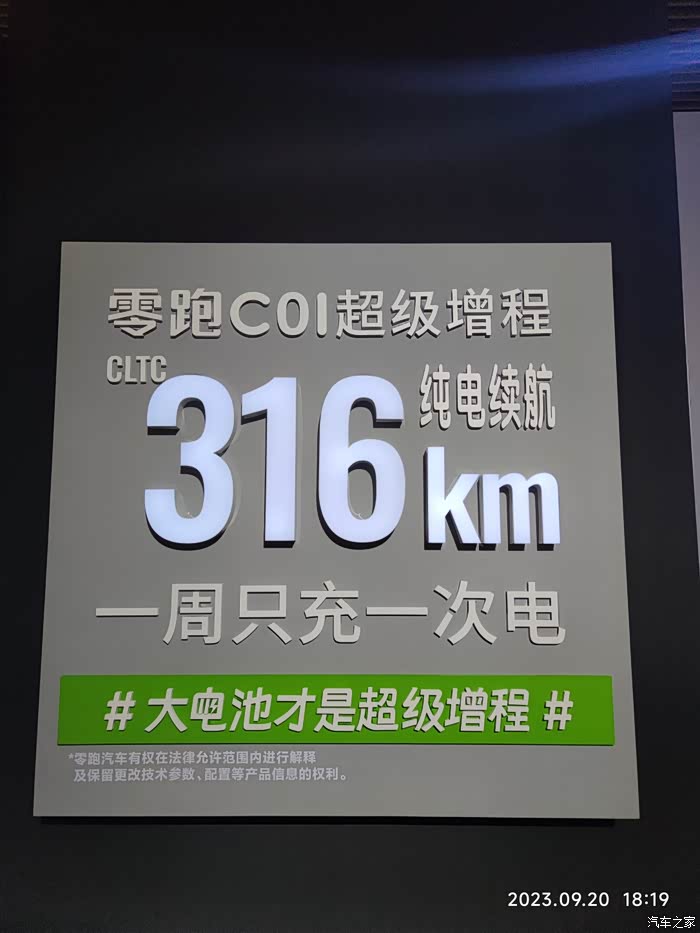 零跑C01超级增程
CLTC
316km
纯电续航
一周只充一次电
#大电池才是超级增程#
*零跑汽车有权在法律允许范围内进行解释
及保留更改技术参数、配置等产品信息的权利。
2023.09.20 18:19
汽车之家